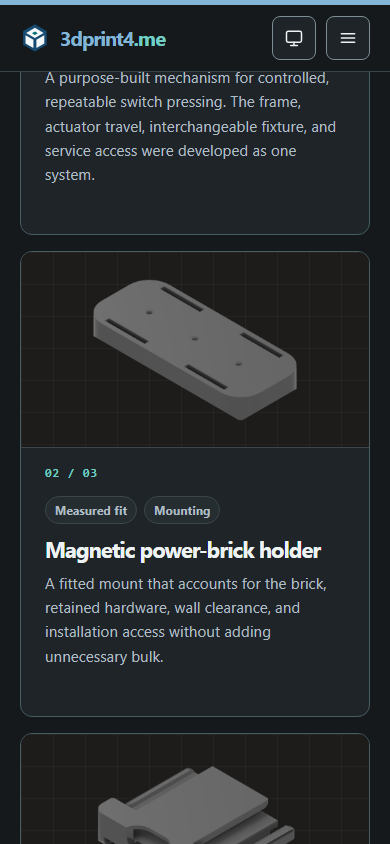 3dprint4.me
A purpose-built mechanism for controlled,
repeatable switch pressing. The frame,
actuator travel, interchangeable fixture, and
service access were developed as one
system.
02 / 03
Measured fit
Mounting
Magnetic power-brick holder
A fitted mount that accounts for the brick,
retained hardware, wall clearance, and
installation access without adding
unnecessary bulk.